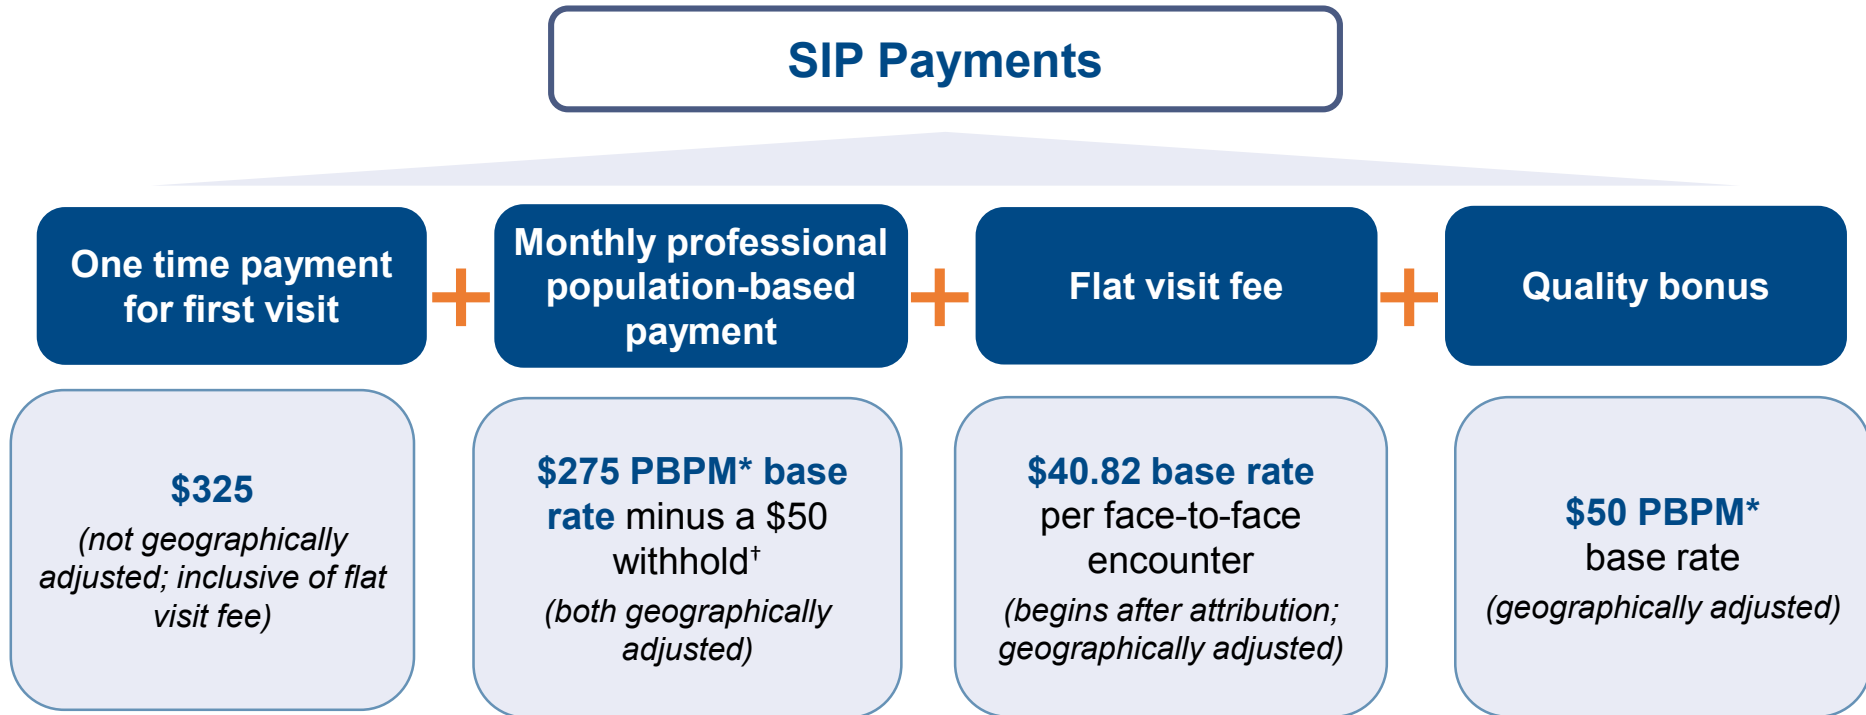 SIP Payments
One time payment
for first visit
+
Monthly professional
population-based
payment
+
Flat visit fee
+
Quality bonus
$325
(not geographically
adjusted; inclusive of flat
visit fee)
$275 PBPM* base
rate minus a $50
withhold†
(both geographically
adjusted)
$40.82 base rate
per face-to-face
encounter
(begins after attribution;
geographically adjusted)
$50 PBPM*
base rate
(geographically adjusted)